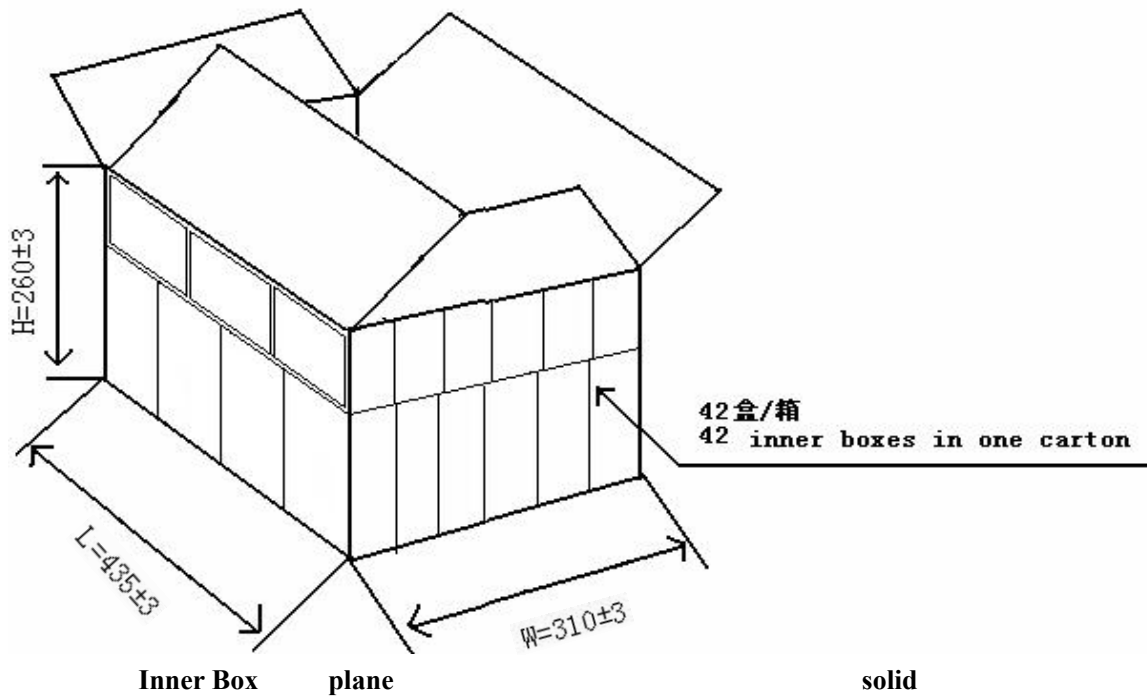 H=260±3
42盒/箱
42 inner boxes in one carton
L=435±3
W=310±3
Inner Box plane solid